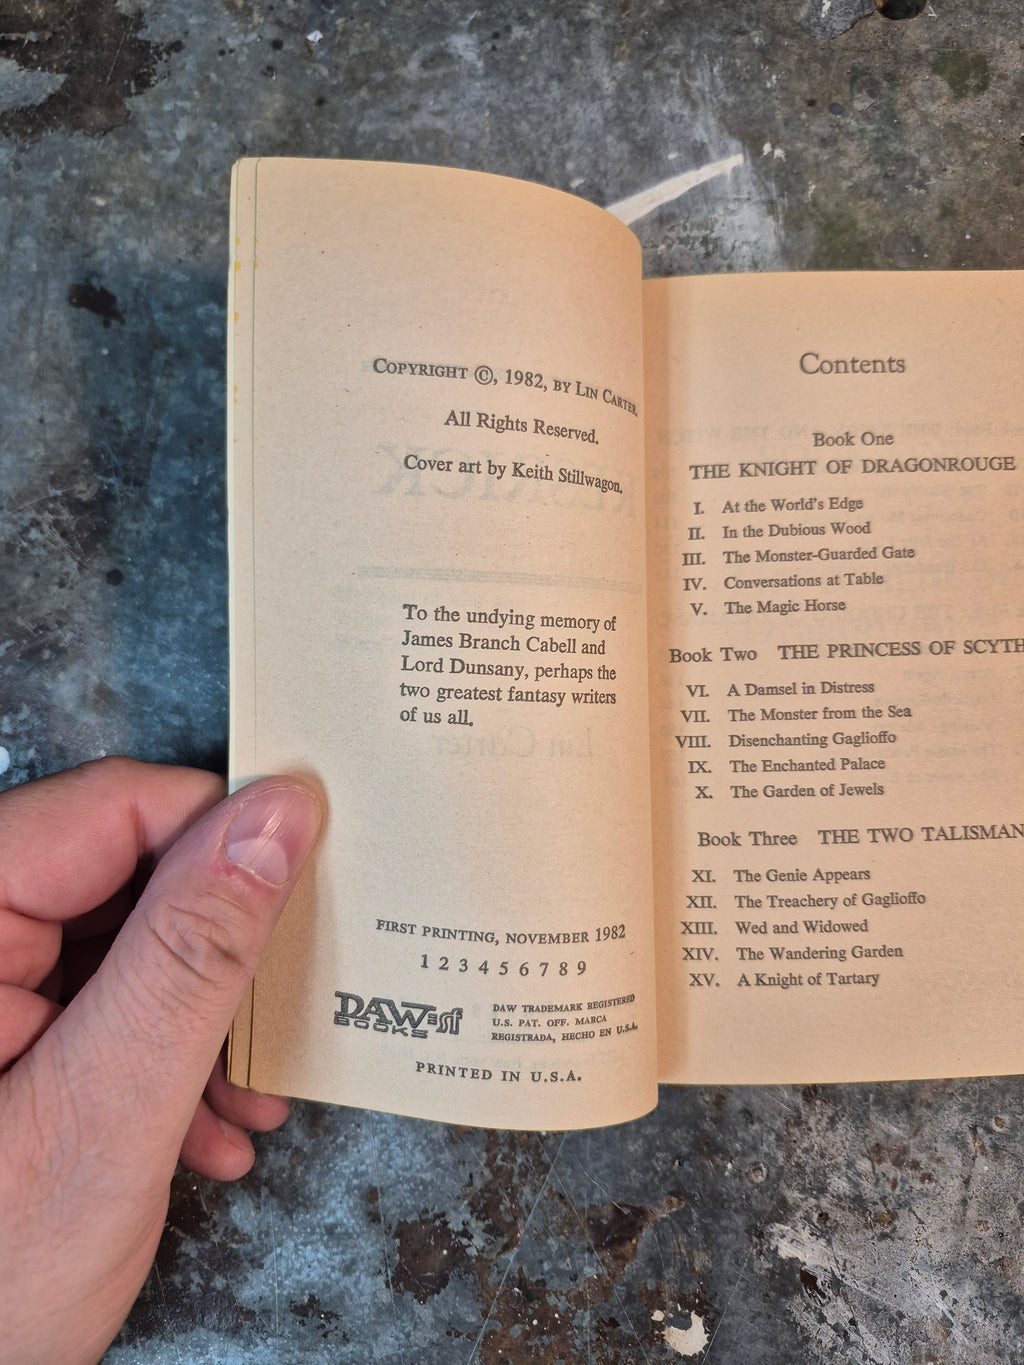 COPYRIGHT ©, 1982, BY LIN CARTER.
All Rights Reserved.
Cover art by Keith Stillwagon.
To the undying memory of
James Branch Cabell and
Lord Dunsany, perhaps the
two greatest fantasy writers
of us all.
FIRST PRINTING, NOVEMBER 1982
1 2 3 4 5 6 7 8 9
DAW=sf
BOOKS
DAW TRADEMARK REGISTERED
U.S. PAT. OFF. MARCA
REGISTRADA, HECHO EN U.S.A.
PRINTED IN U.S.A.
Contents
Book One
THE KNIGHT OF DRAGONROUGE
I. At the World's Edge
II. In the Dubious Wood
III. The Monster-Guarded Gate
IV. Conversations at Table
V. The Magic Horse
Book Two THE PRINCESS OF SCYTH
VI. A Damsel in Distress
VII. The Monster from the Sea
VIII. Disenchanting Gaglioffo
IX. The Enchanted Palace
X. The Garden of Jewels
Book Three THE TWO TALISMAN
XI. The Genie Appears
XII. The Treachery of Gaglioffo
XIII. Wed and Widowed
XIV. The Wandering Garden
XV. A Knight of Tartary